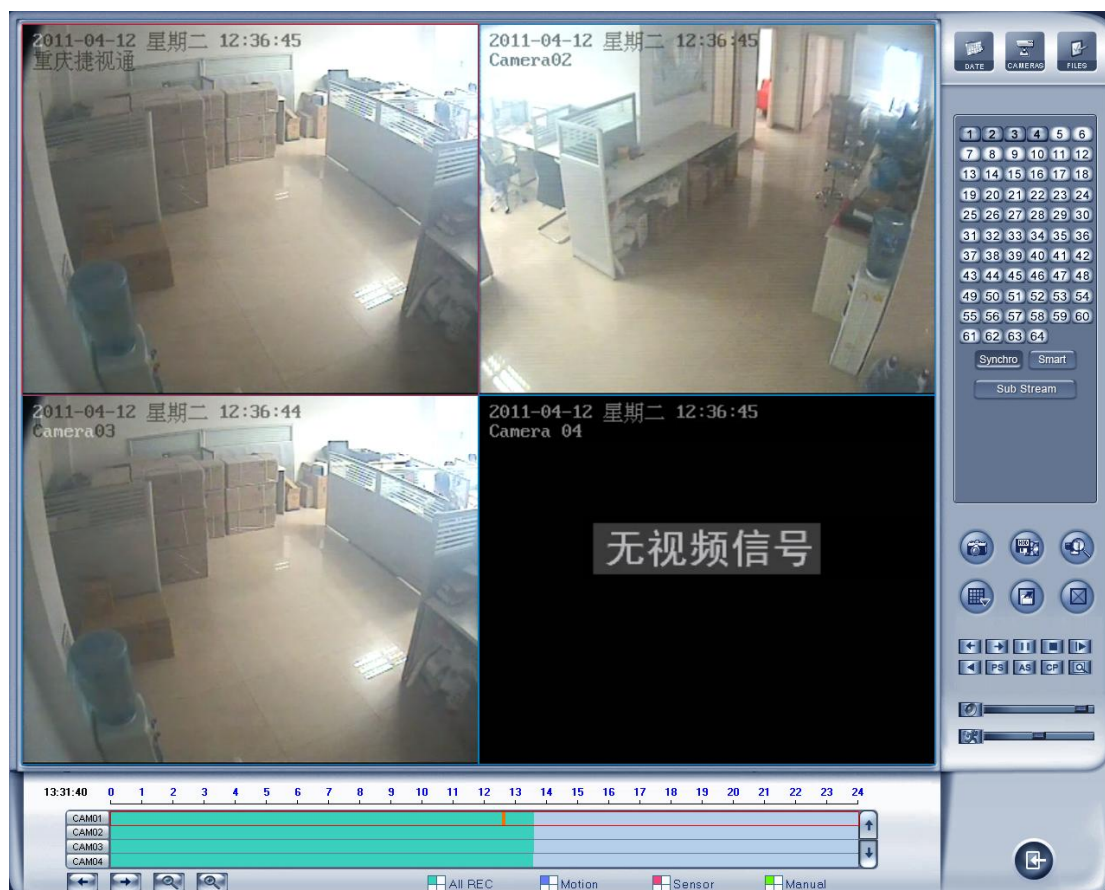 2011-04-12 星期二 12:36:45
重庆捷视通
2011-04-12 星期二 12:36:45
Camera02
DATE
CAMERAS
FILES
1 2 3 4 5 6
7 8 9 10 11 12
13 14 15 16 17 18
19 20 21 22 23 24
25 26 27 28 29 30
31 32 33 34 35 36
37 38 39 40 41 42
43 44 45 46 47 48
49 50 51 52 53 54
55 56 57 58 59 60
61 62 63 64
Synchro
Smart
Sub Stream
2011-04-12 星期二 12:36:44
Camera03
2011-04-12 星期二 12:36:45
Camera 04
无视频信号
PS AS CP
13:31:40 0 1 2 3 4 5 6 7 8 9 10 11 12 13 14 15 16 17 18 19 20 21 22 23 24
CAM01
CAM02
CAM03
CAM04
All REC
Motion
Sensor
Manual